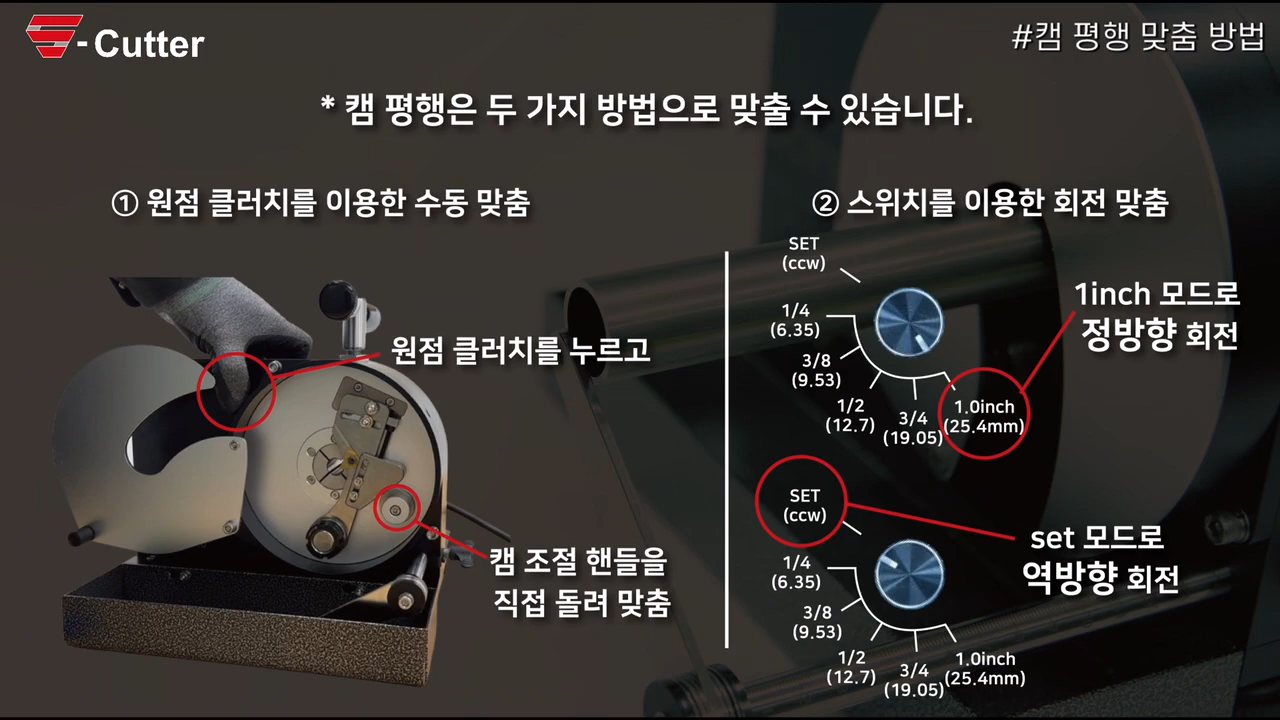 -Cutter
#캠 평행 맞춤 방법
* 캠 평행은 두 가지 방법으로 맞출 수 있습니다.
① 원점 클러치를 이용한 수동 맞춤
원점 클러치를 누르고
캠 조절 핸들을
직접 돌려 맞춤
② 스위치를 이용한 회전 맞춤
SET
(ccw)
1/4
(6.35)
3/8
(9.53)
1/2
(12.7)
3/4
(19.05)
1.0inch
(25.4mm)
1inch 모드로
정방향 회전
SET
(ccw)
1/4
(6.35)
3/8
(9.53)
1/2
(12.7)
3/4
(19.05)
1.0inch
(25.4mm)
set 모드로
역방향 회전